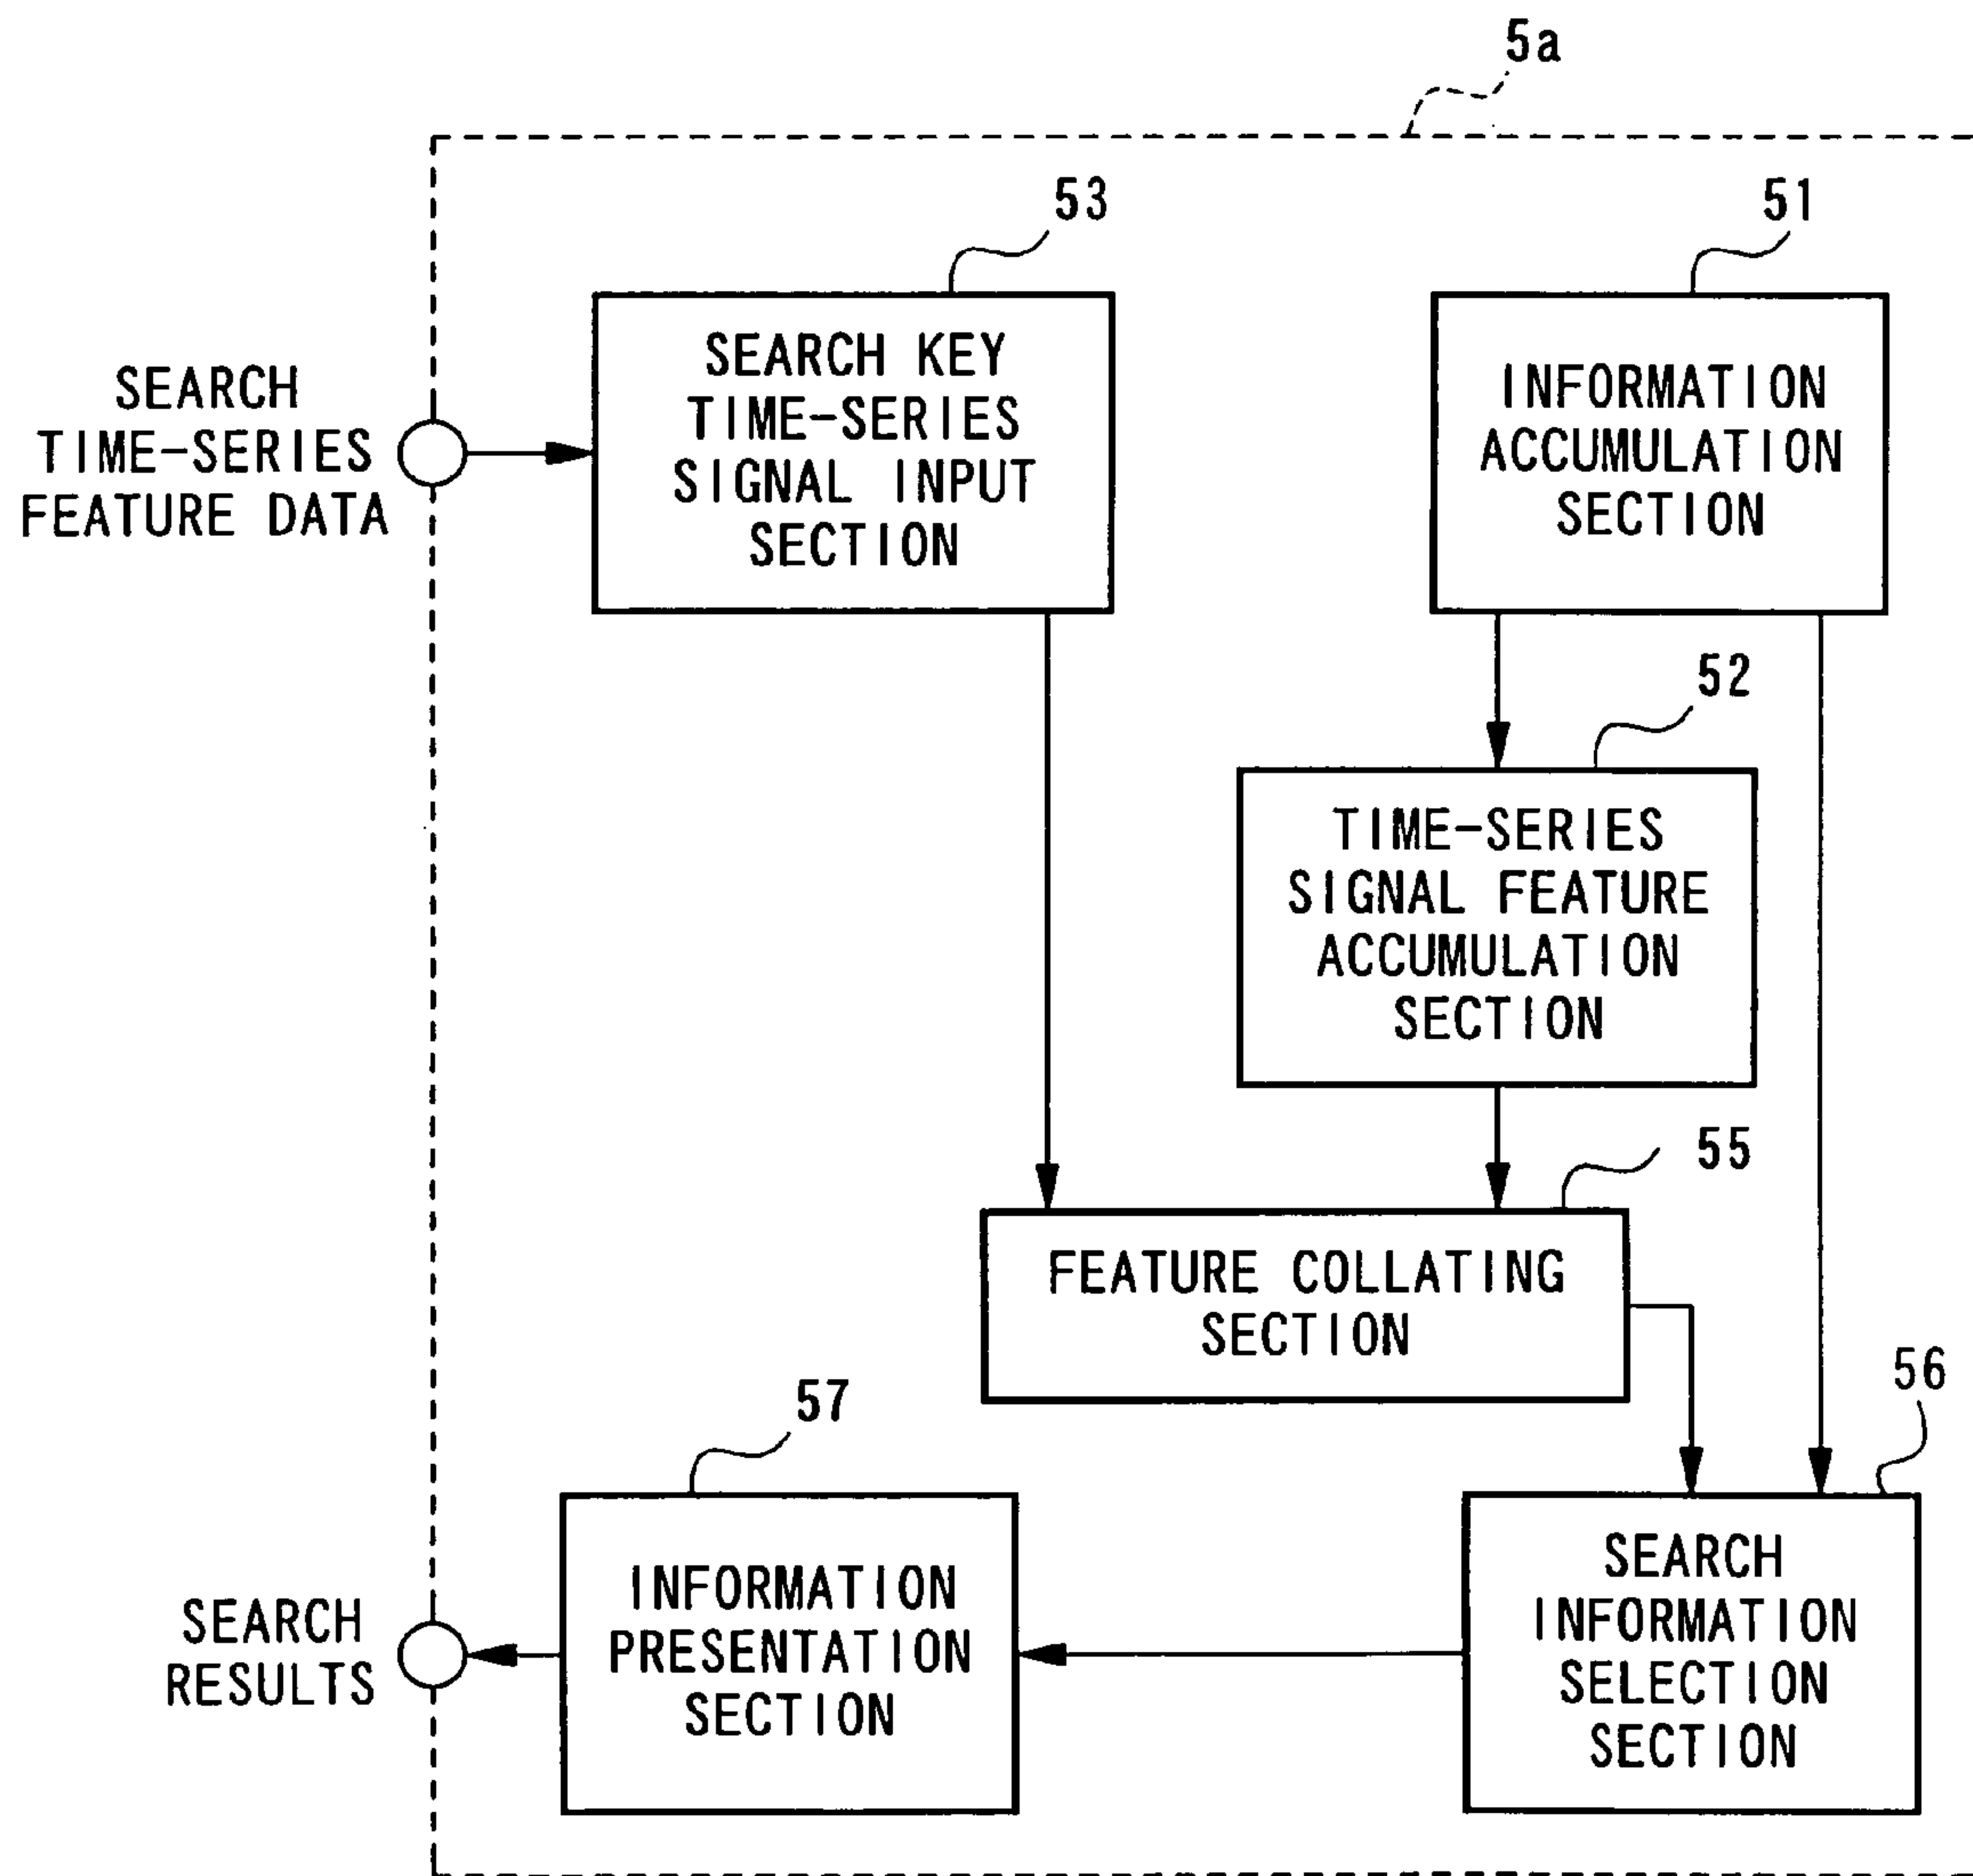 5a
53
51
SEARCH KEY
TIME-SERIES
SIGNAL INPUT
SECTION
INFORMATION
ACCUMULATION
SECTION
SEARCH
TIME-SERIES
FEATURE DATA
52
TIME-SERIES
SIGNAL FEATURE
ACCUMULATION
SECTION
55
FEATURE COLLATING
SECTION
56
57
INFORMATION
PRESENTATION
SECTION
SEARCH
INFORMATION
SELECTION
SECTION
SEARCH
RESULTS